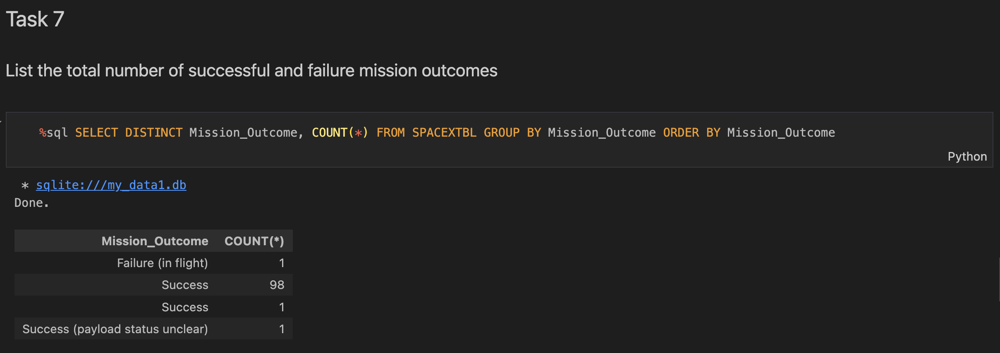 Task 7
List the total number of successful and failure mission outcomes
%sql SELECT DISTINCT Mission_Outcome, COUNT(*) FROM SPACEXTBL GROUP BY Mission_Outcome ORDER BY Mission_Outcome
Python
* sqlite:///my_data1.db
Done.
Mission_Outcome COUNT(*)
Failure (in flight) 1
Success 98
Success 1
Success (payload status unclear) 1